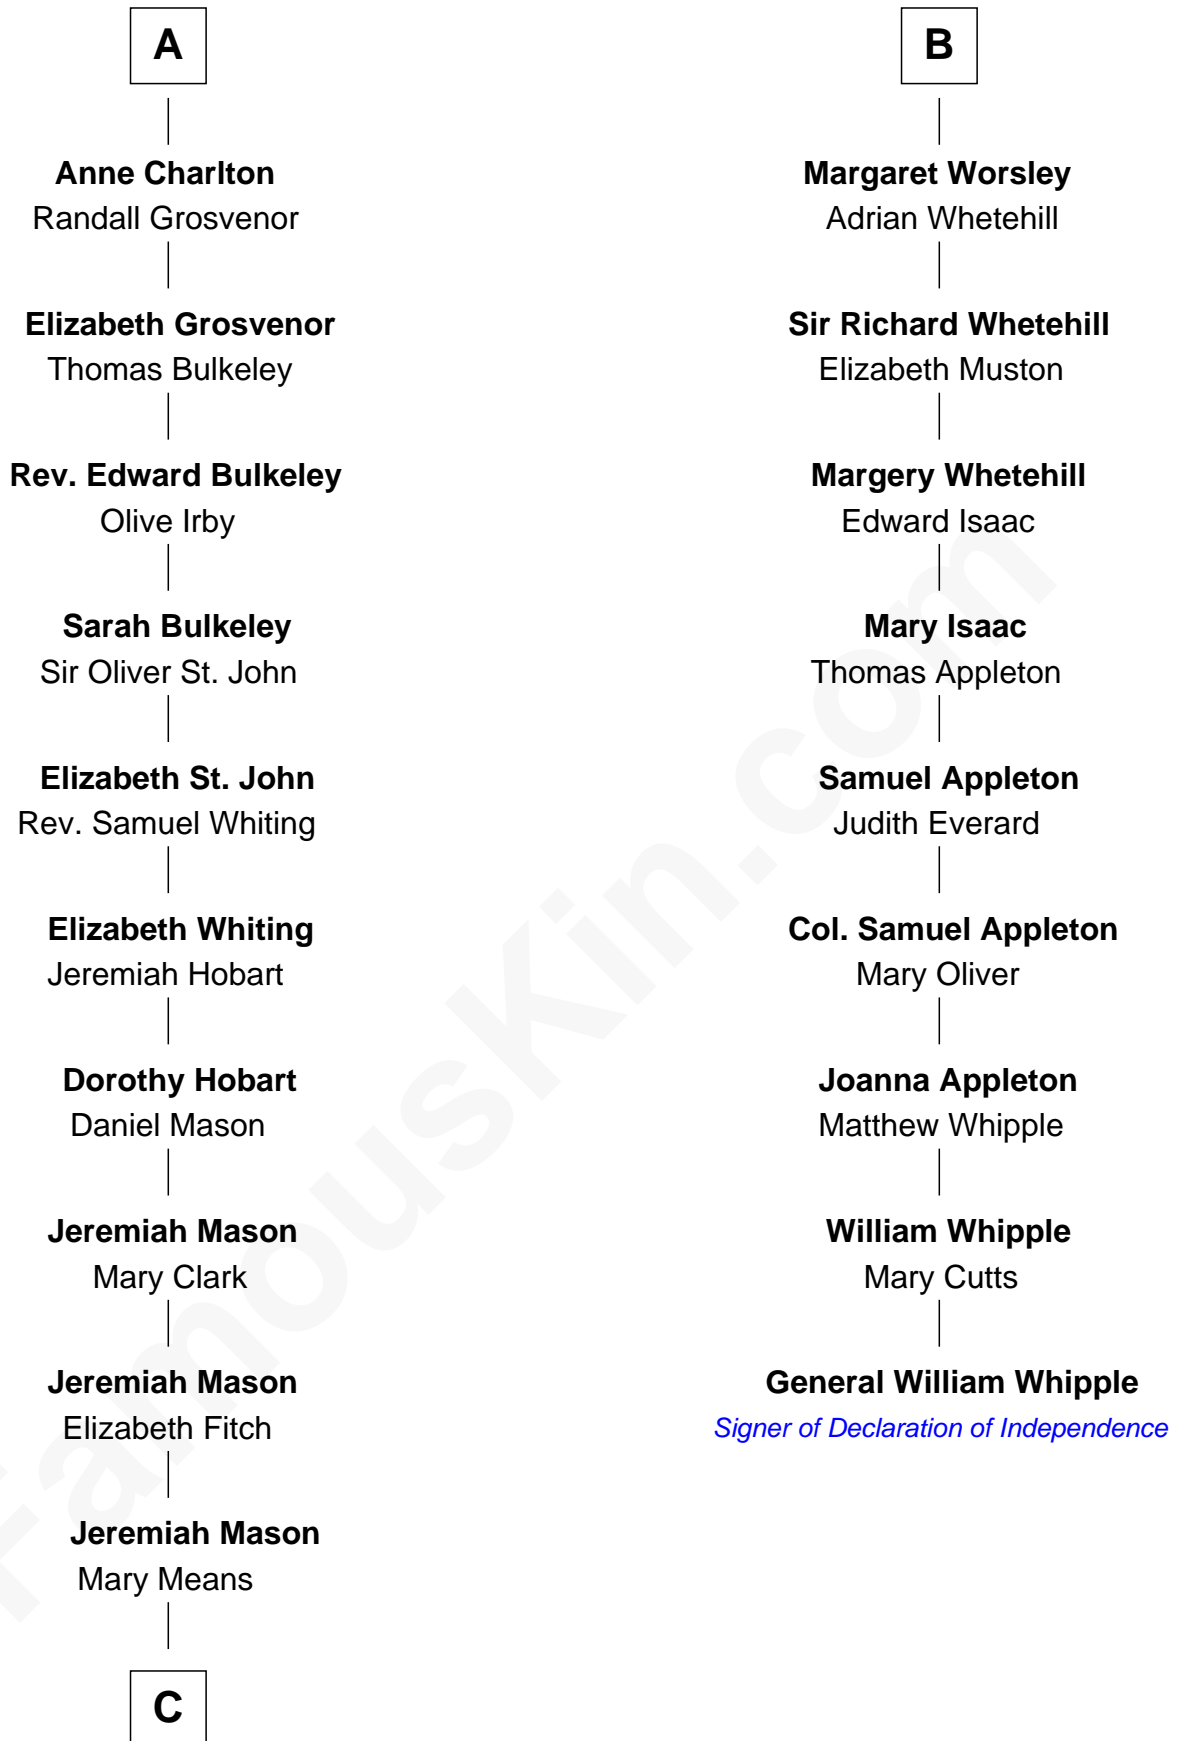 A
Anne Charlton
Randall Grosvenor
Elizabeth Grosvenor
Thomas Bulkeley
Rev. Edward Bulkeley
Olive Irby
Sarah Bulkeley
Sir Oliver St. John
Elizabeth St. John
Rev. Samuel Whiting
Elizabeth Whiting
Jeremiah Hobart
Dorothy Hobart
Daniel Mason
Jeremiah Mason
Mary Clark
Jeremiah Mason
Elizabeth Fitch
Jeremiah Mason
Mary Means
C
B
Margaret Worsley
Adrian Whetehill
Sir Richard Whetehill
Elizabeth Muston
Margery Whetehill
Edward Isaac
Mary Isaac
Thomas Appleton
Samuel Appleton
Judith Everard
Col. Samuel Appleton
Mary Oliver
Joanna Appleton
Matthew Whipple
William Whipple
Mary Cutts
General William Whipple
Signer of Declaration of Independence
FamousKin.com